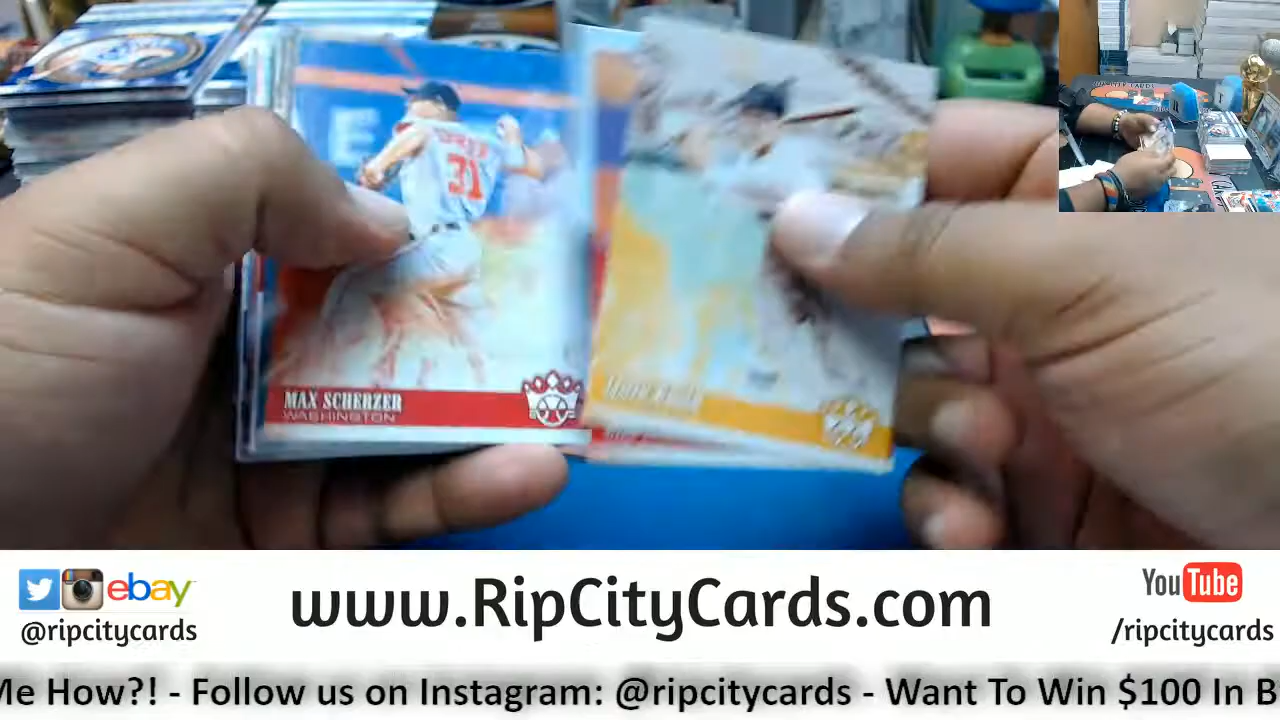 E
31
MAX SCHERZER
WASHINGTON
ebay
@ripcitycards
www.RipCityCards.com
YouTube
/ripcitycards
Me How?! - Follow us on Instagram: @ripcitycards - Want To Win $100 In B